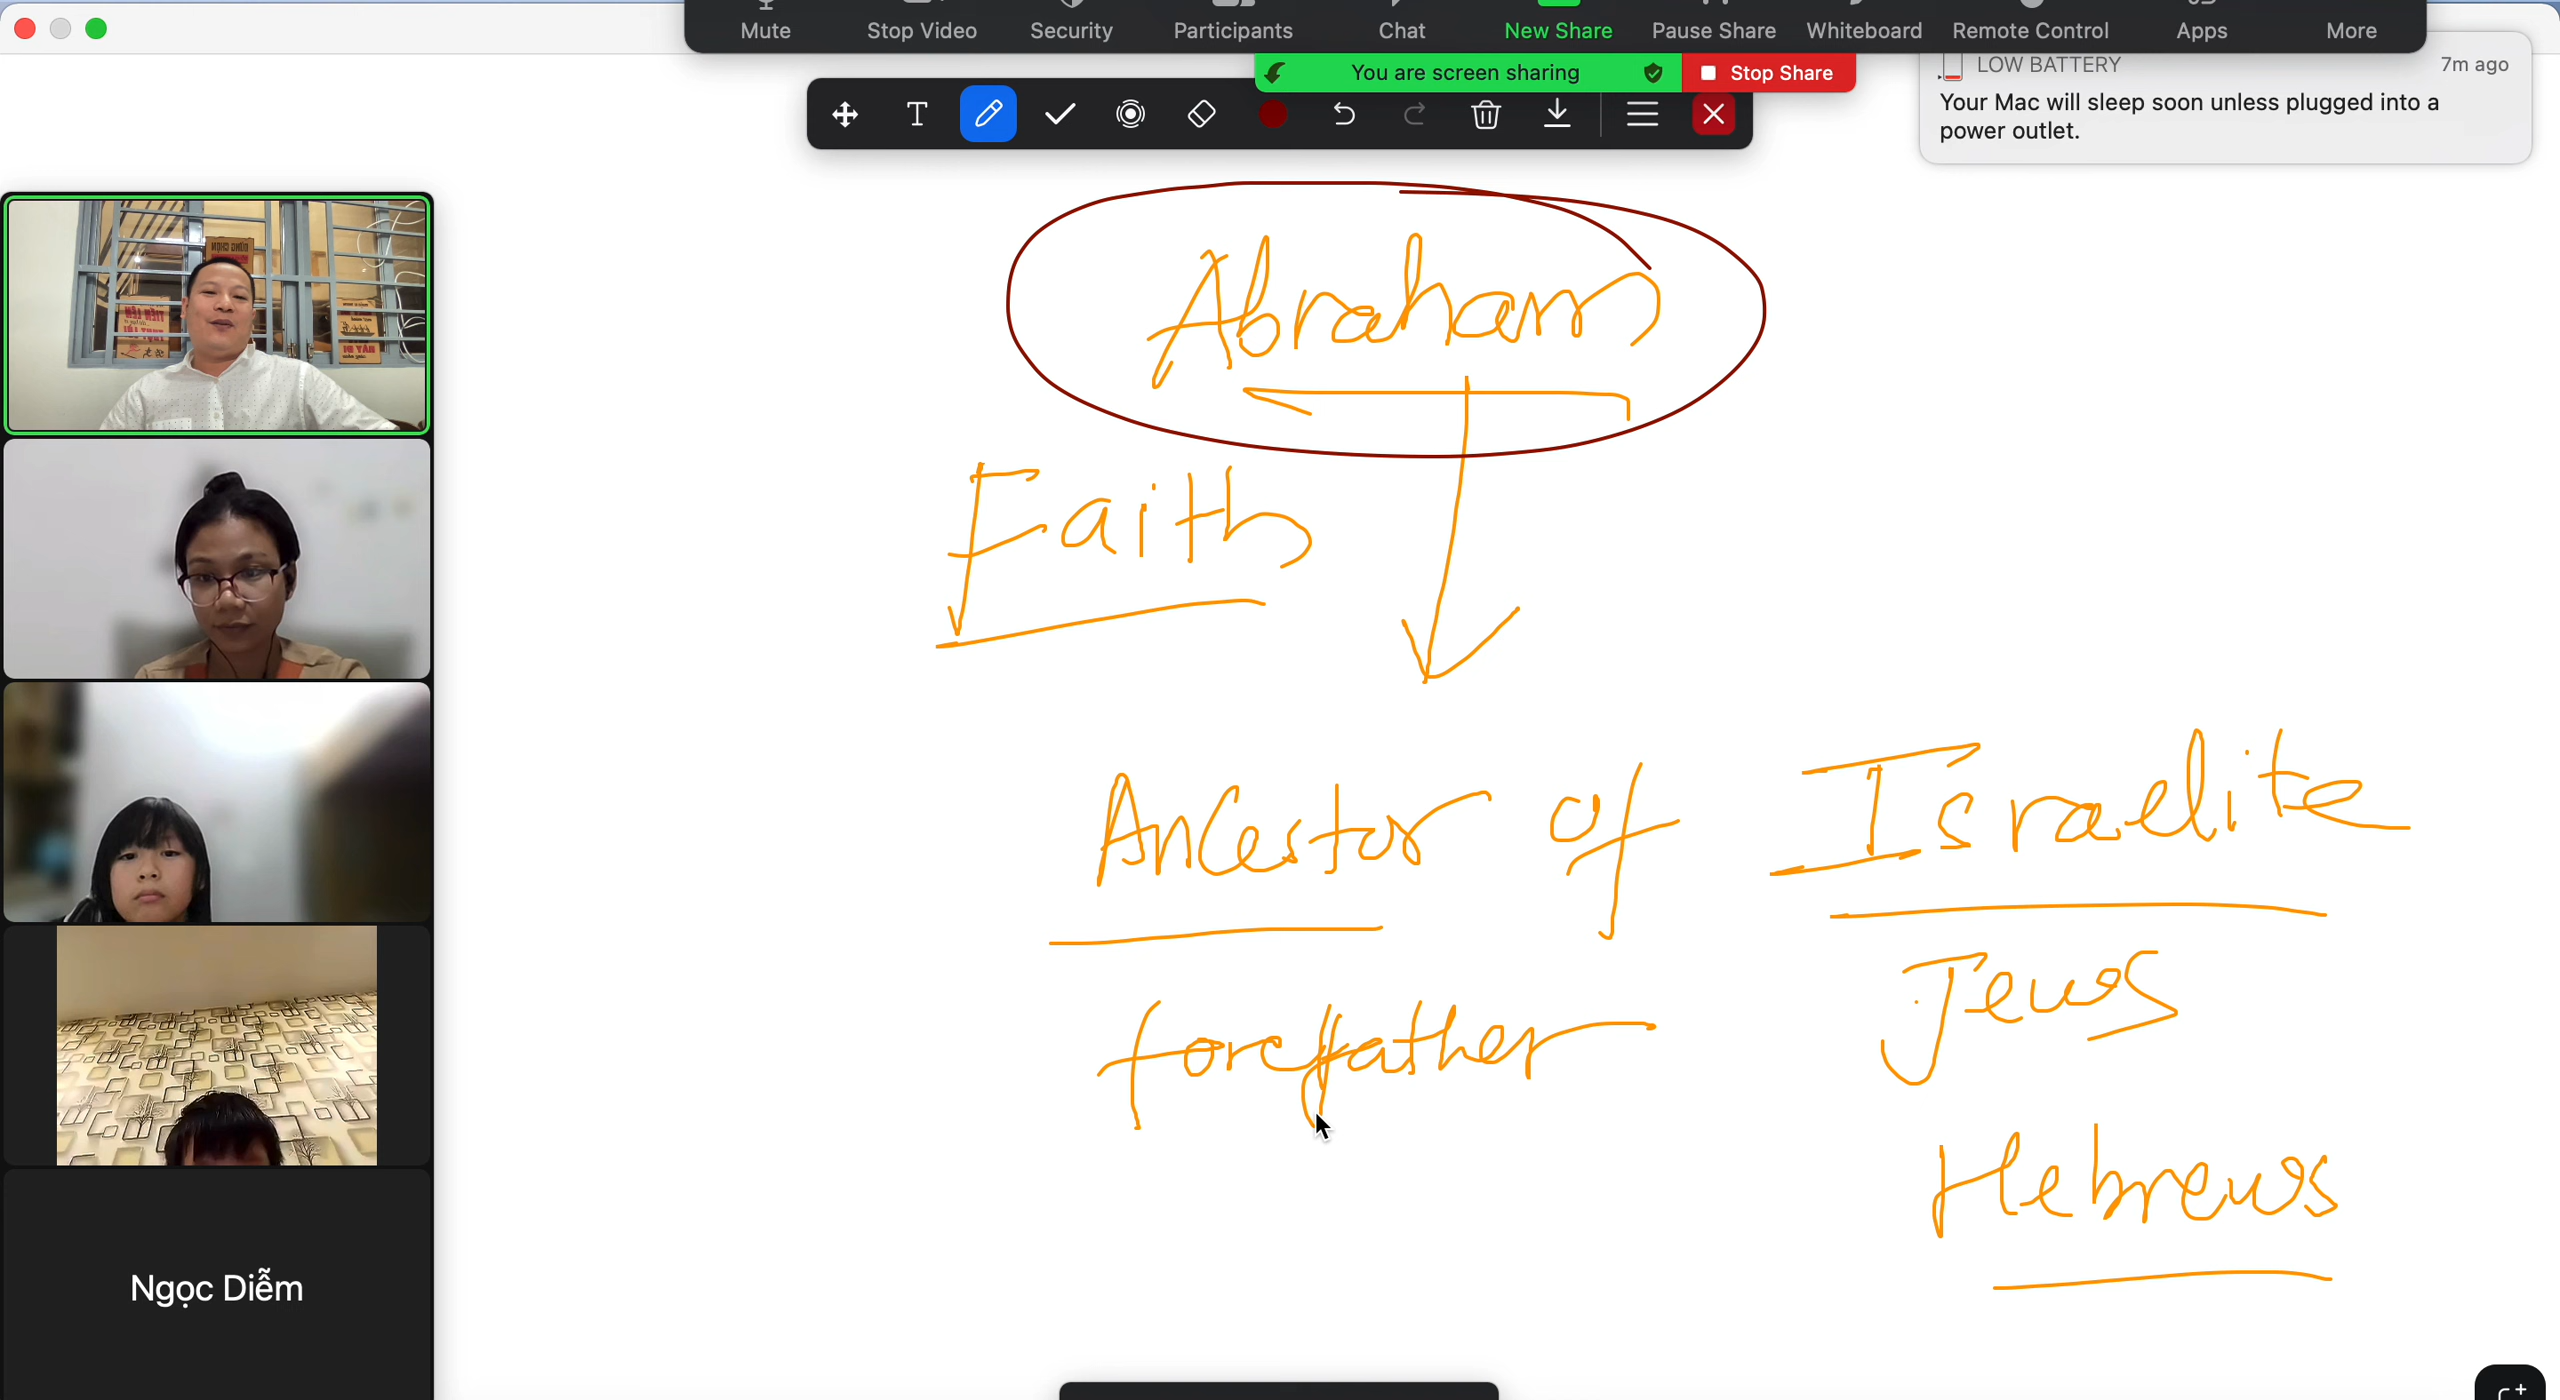 Mute Stop Video Security Participants Chat New Share Pause Share Whiteboard Remote Control Apps More
You are screen sharing Stop Share
LOW BATTERY 7m ago
Your Mac will sleep soon unless plugged into a
power outlet.
T
Abraham
Faith
Ancestor of Israelite
forefather Jews
Hebrews
Ngọc Diễm